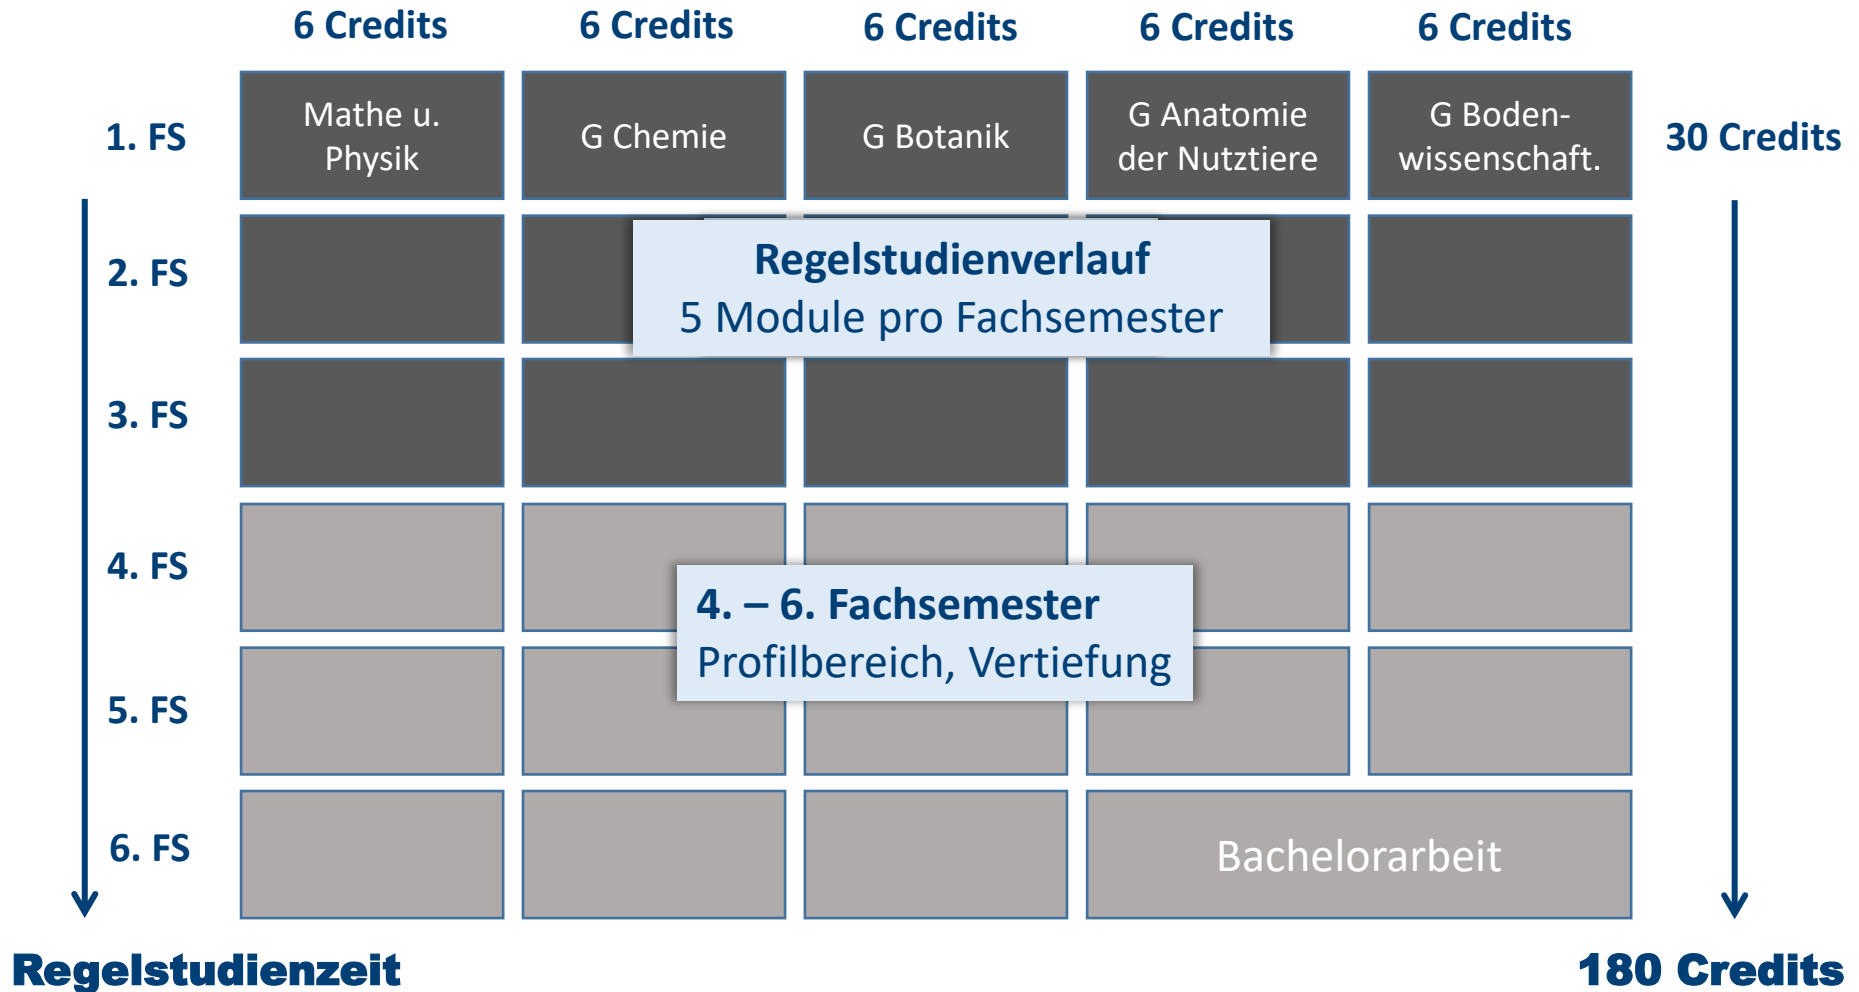 6 Credits 6 Credits 6 Credits 6 Credits 6 Credits
1. FS
Mathe u.
Physik
G Chemie
G Botanik
G Anatomie
der Nutztiere
G Boden-
wissenschaft.
30 Credits
2. FS
Regelstudienverlauf
5 Module pro Fachsemester
3. FS
4. FS
4. – 6. Fachsemester
Profilbereich, Vertiefung
5. FS
6. FS
Bachelorarbeit
Regelstudienzeit
180 Credits